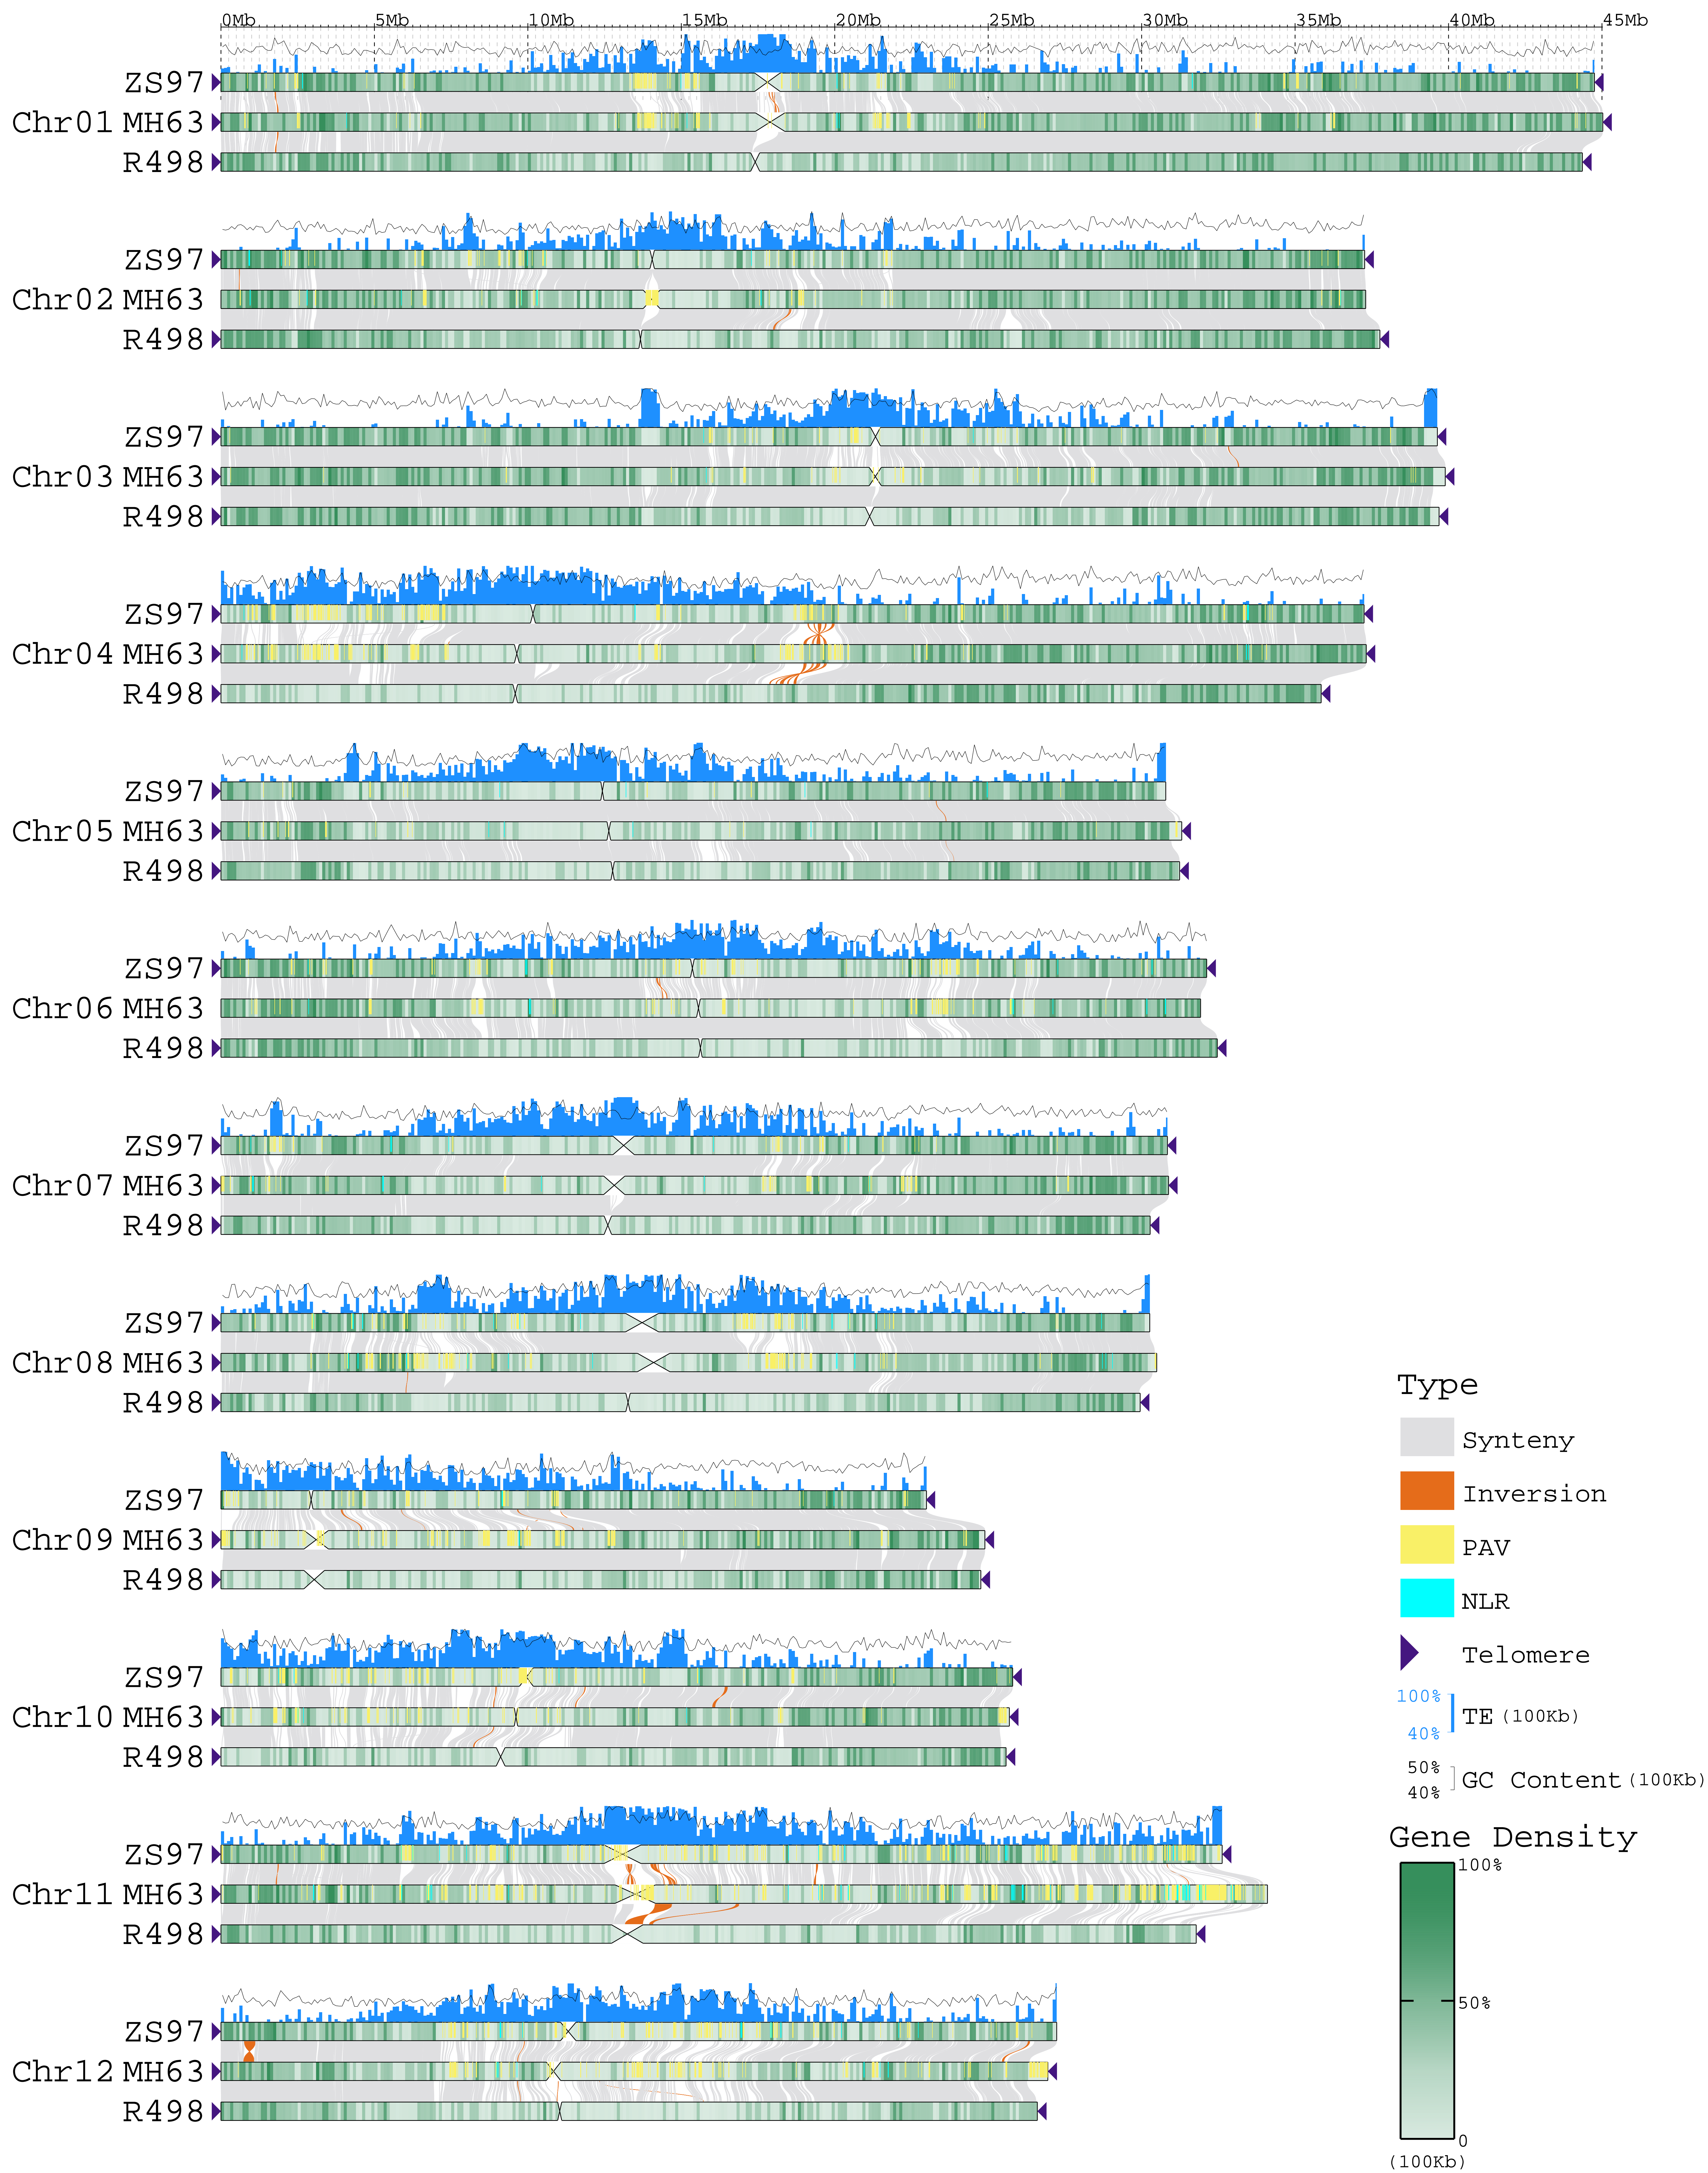 0Mb 5Mb 10Mb 15Mb 20Mb 25Mb 30Mb 35Mb 40Mb 45Mb
ZS97
Chr01 MH63
R498
ZS97
Chr02 MH63
R498
ZS97
Chr03 MH63
R498
ZS97
Chr04 MH63
R498
ZS97
Chr05 MH63
R498
ZS97
Chr06 MH63
R498
ZS97
Chr07 MH63
R498
ZS97
Chr08 MH63
R498
ZS97
Chr09 MH63
R498
ZS97
Chr10 MH63
R498
ZS97
Chr11 MH63
R498
ZS97
Chr12 MH63
R498
Type
Synteny
Inversion
PAV
NLR
Telomere
100%
TE (100Kb)
40%
50%
GC Content (100Kb)
40%
Gene Density
100%
50%
0
(100Kb)